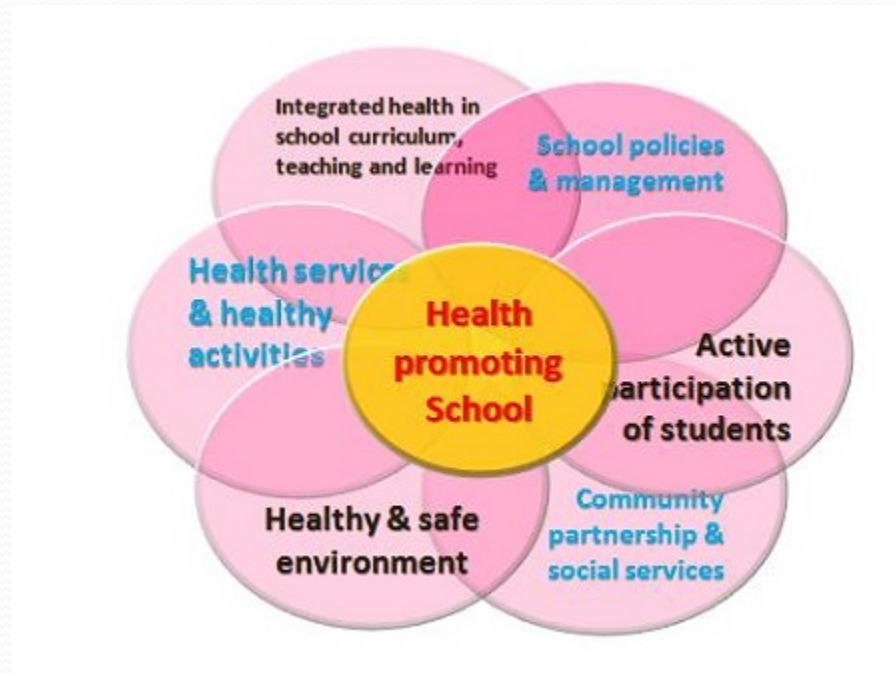 Integrated health in
school curriculum,
teaching and learning
School policies
& management
Health services
& healthy
activities
Health
promoting
School
Active
participation
of students
Healthy & safe
environment
Community
partnership &
social services